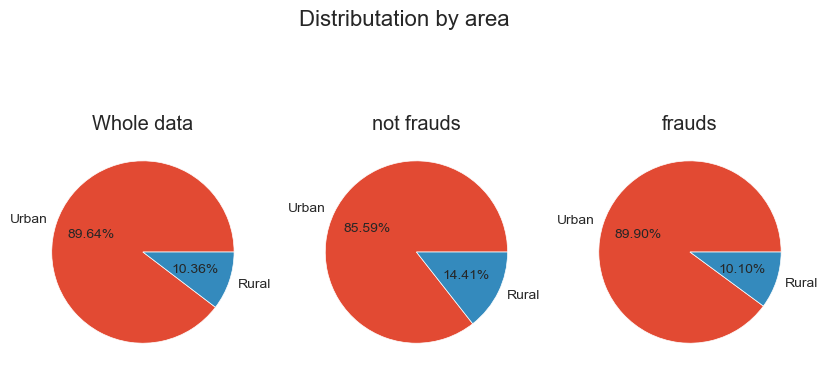 Distributation by area
Whole data
not frauds
frauds
Urban
89.64%
10.36%
Rural
Urban
85.59%
14.41%
Rural
Urban
89.90%
10.10%
Rural